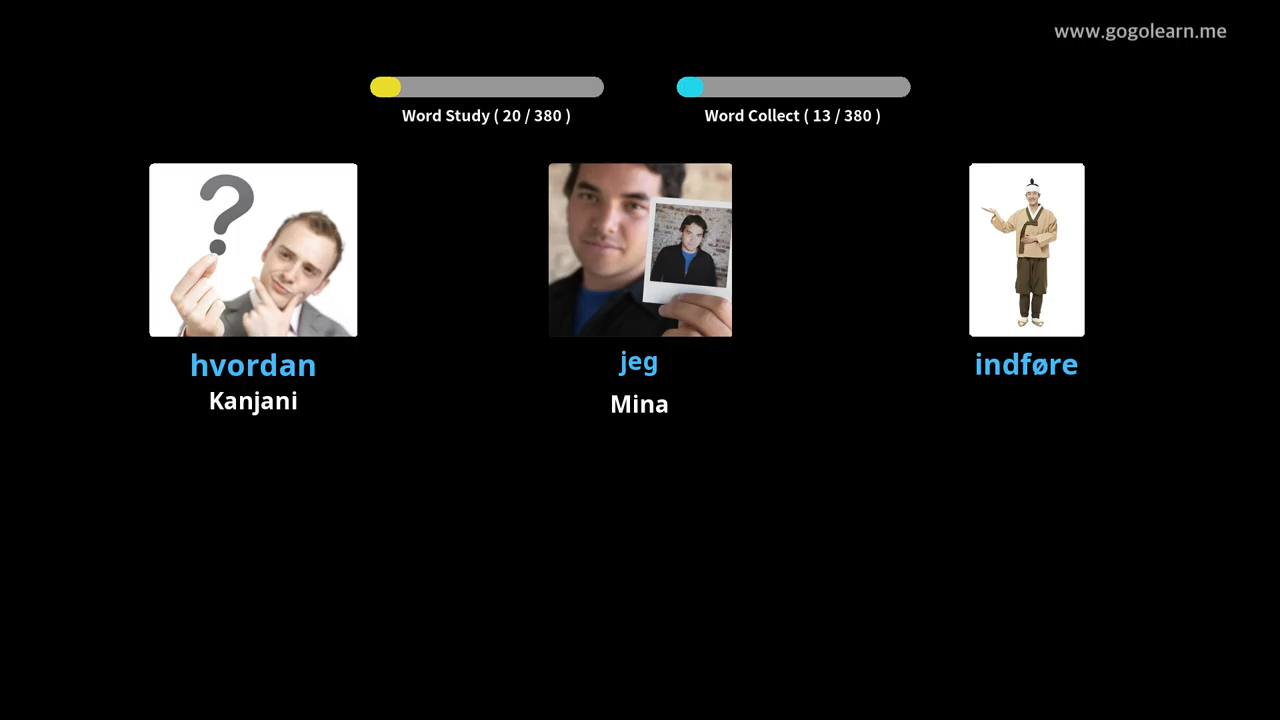 www.gogolearn.me
Word Study ( 20 / 380 )
Word Collect ( 13 / 380 )
hvordan
Kanjani
jeg
Mina
indføre